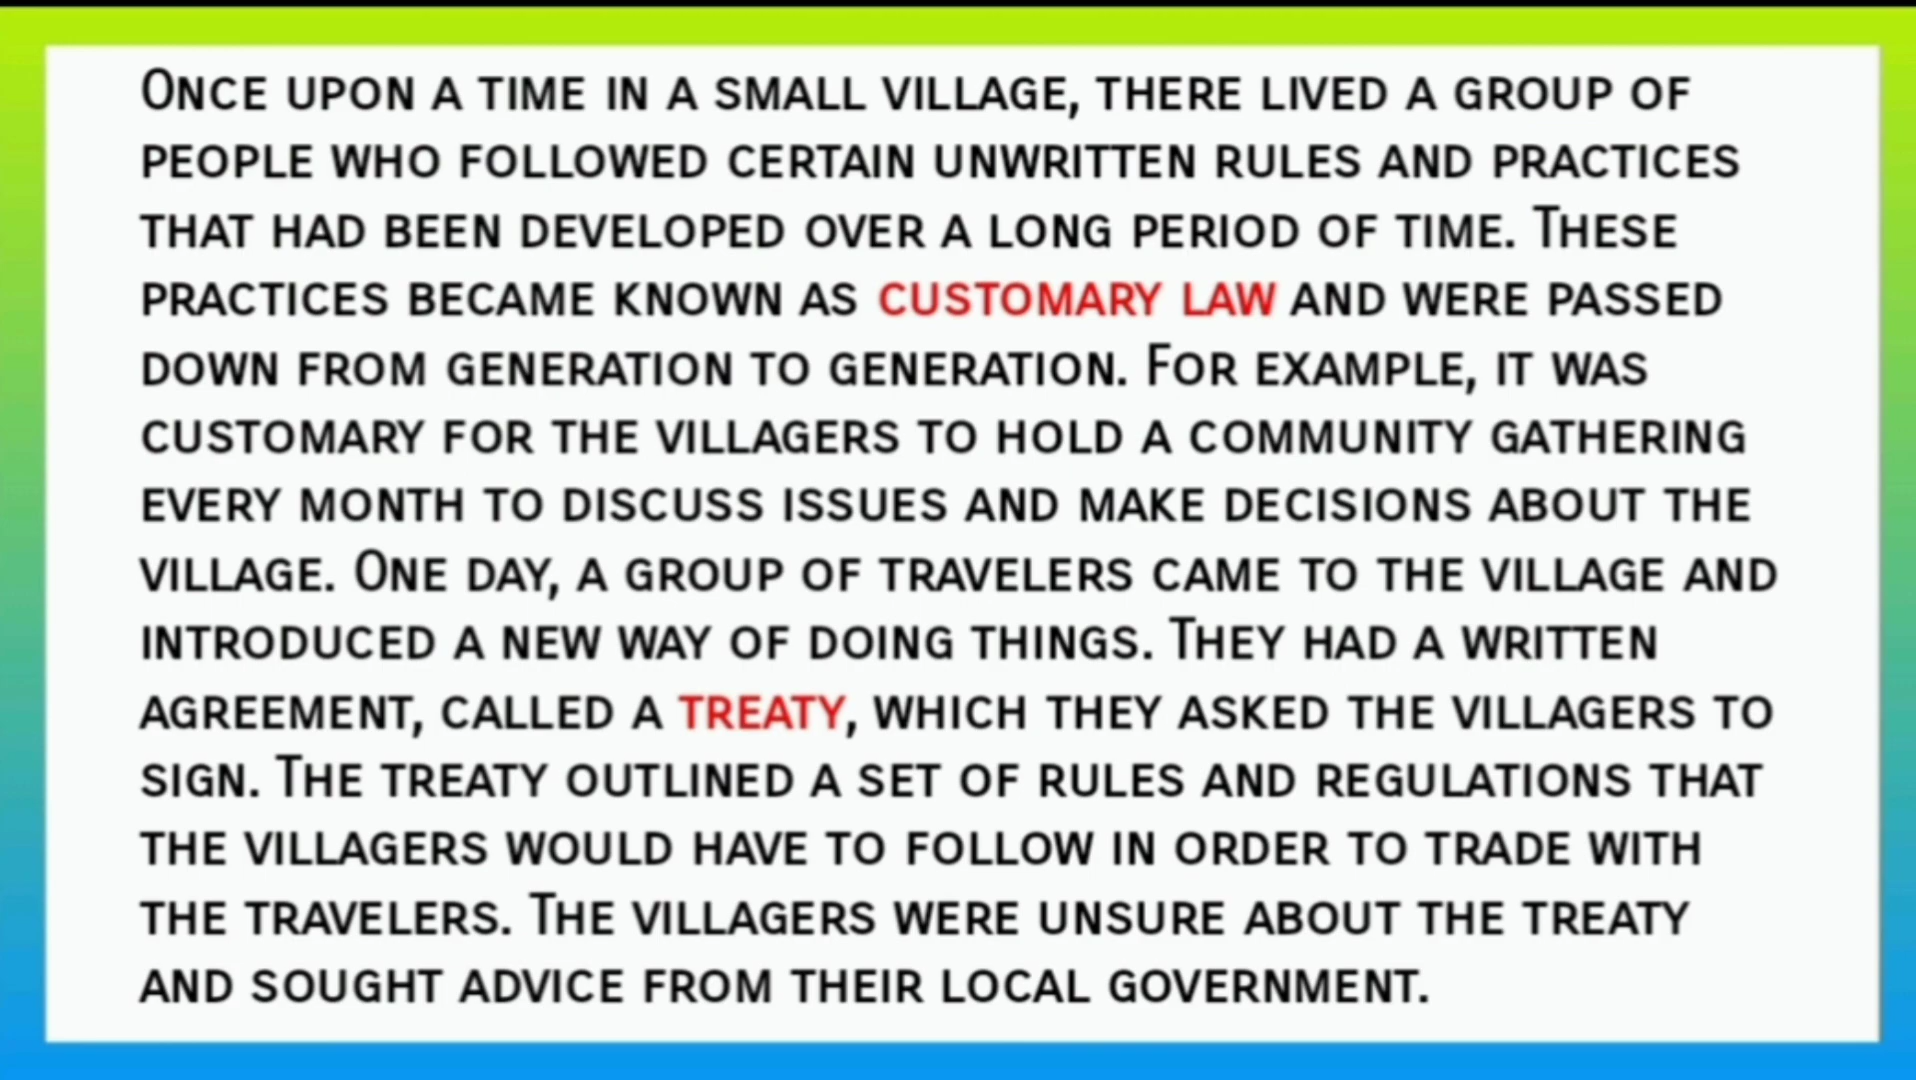 Once upon a time in a small village, there lived a group of
people who followed certain unwritten rules and practices
that had been developed over a long period of time. These
practices became known as customary law and were passed
down from generation to generation. For example, it was
customary for the villagers to hold a community gathering
every month to discuss issues and make decisions about the
village. One day, a group of travelers came to the village and
introduced a new way of doing things. They had a written
agreement, called a treaty, which they asked the villagers to
sign. The treaty outlined a set of rules and regulations that
the villagers would have to follow in order to trade with
the travelers. The villagers were unsure about the treaty
and sought advice from their local government.